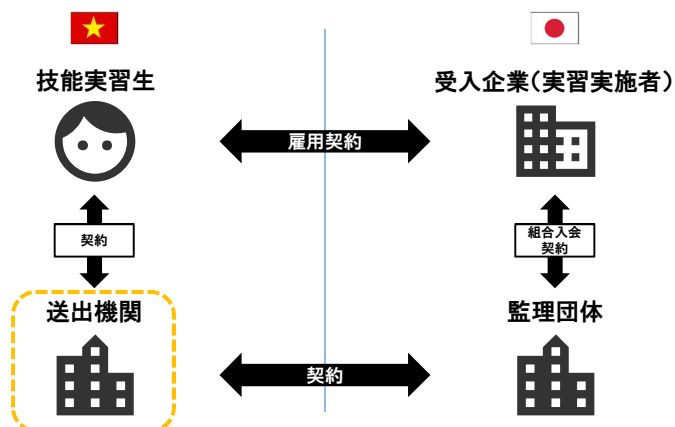 技能実習生
受入企業（実習実施者）
雇用契約
契約
組合入会
契約
送出機関
監理団体
契約